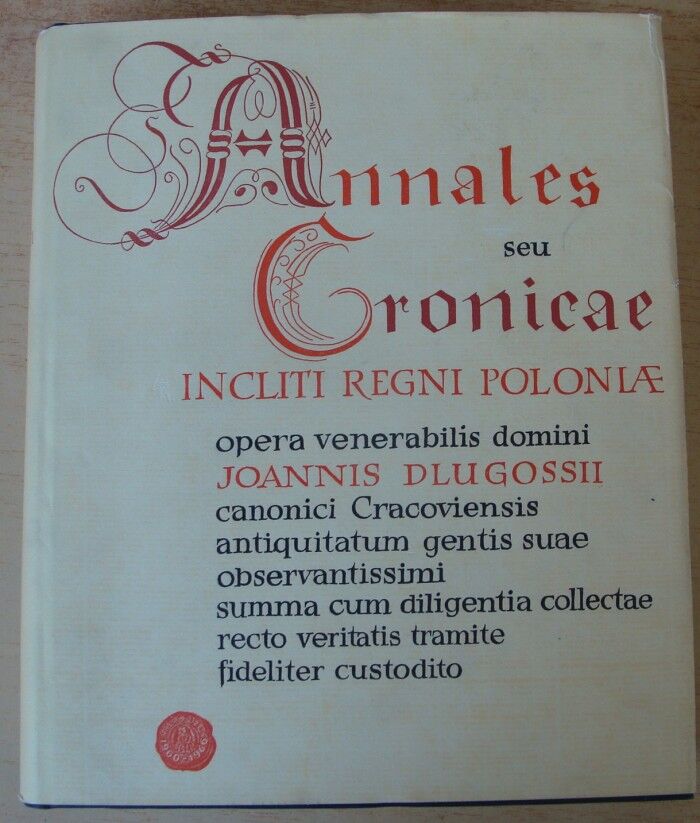 Annales
seu
Cronicae
INCLITI REGNI POLONIÆ
opera venerabilis domini
JOANNIS DLUGOSSII
canonici Cracoviensis
antiquitatum gentis suae
observantissimi
summa cum diligentia collectae
recto veritatis tramite
fideliter custodito